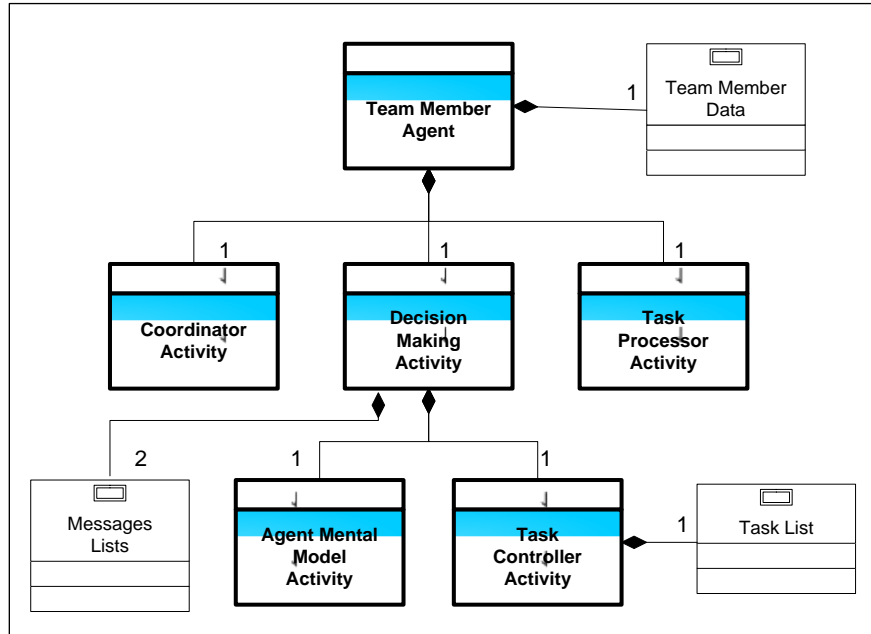 Team Member
Agent
1
Team Member
Data
1
1
1
Coordinator
Activity
Decision
Making
Activity
Task
Processor
Activity
2
1
1
1
Messages
Lists
Agent Mental
Model
Activity
Task
Controller
Activity
Task List